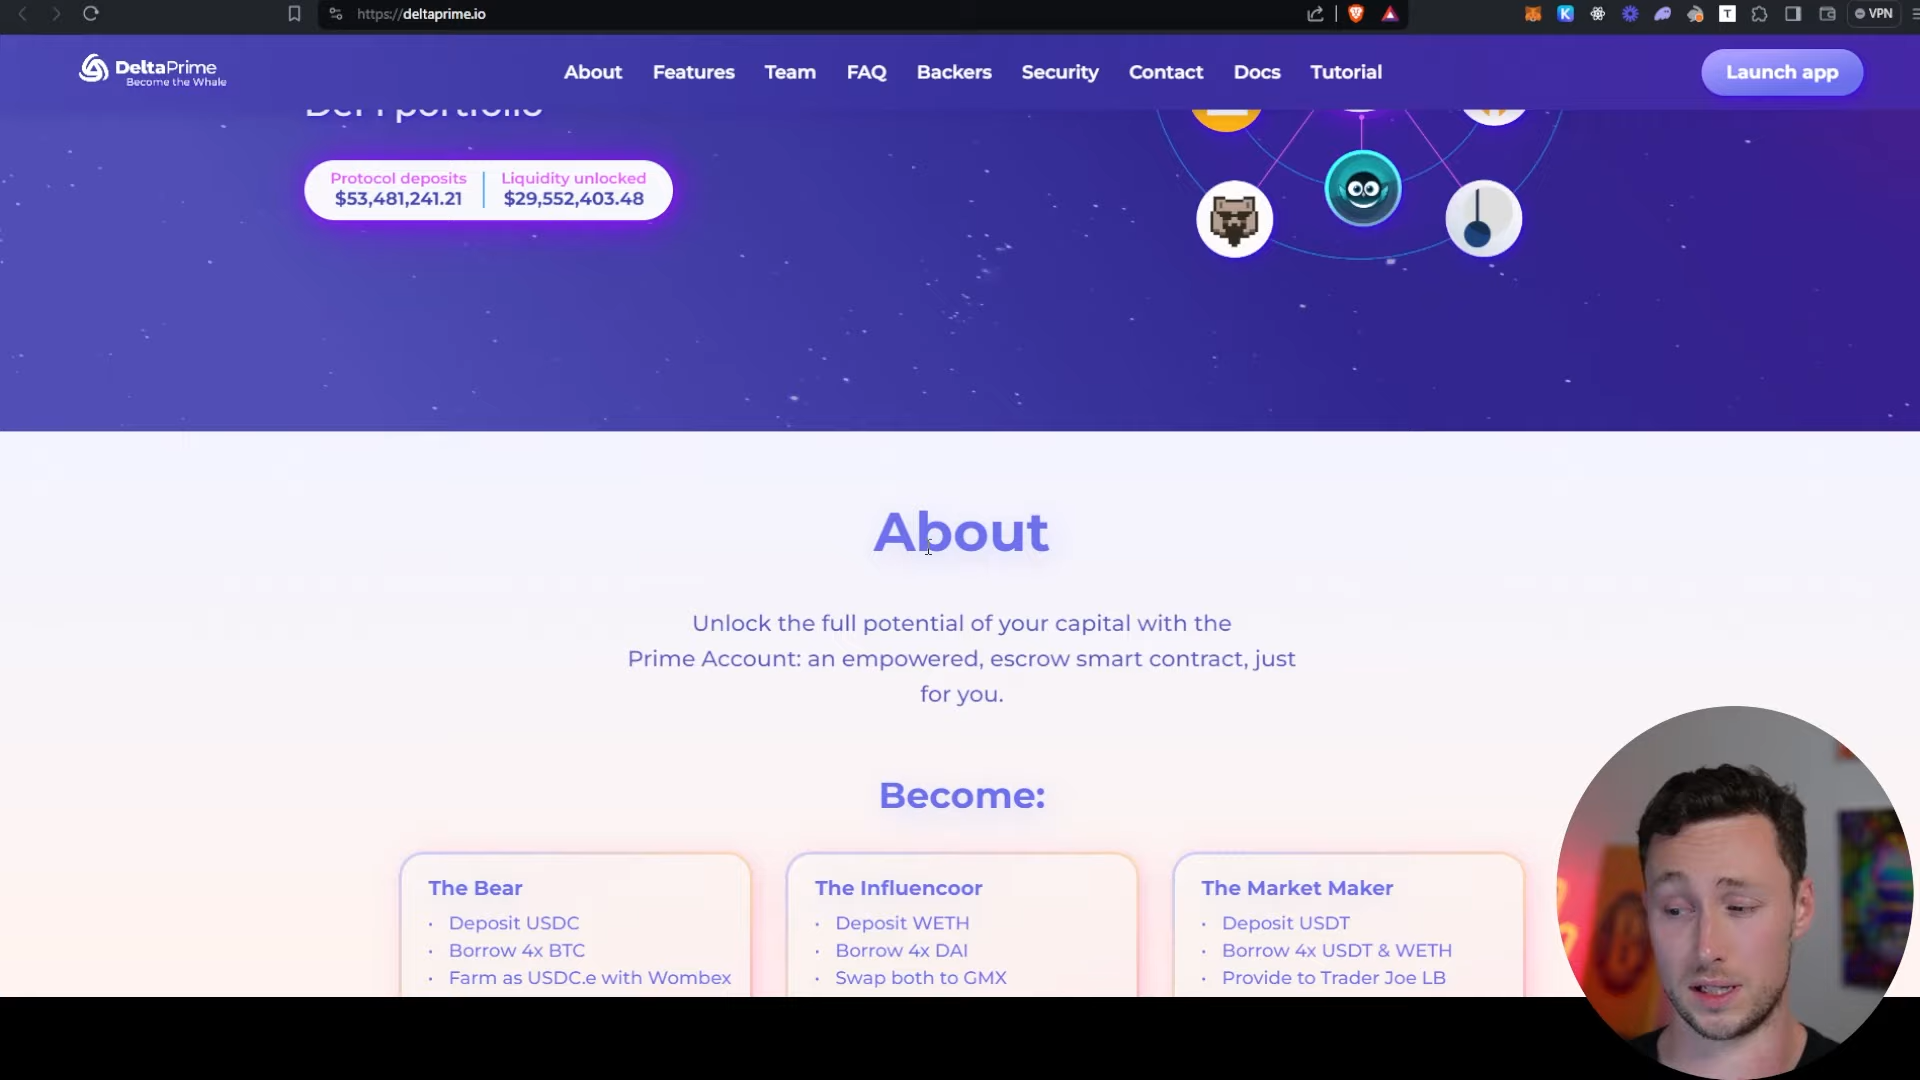 https://deltaprime.io
VPN
DeltaPrime
Become the Whale
About
Features
Team
FAQ
Backers
Security
Contact
Docs
Tutorial
Launch app
DeFi portfolio
Protocol deposits
$53,481,241.21
Liquidity unlocked
$29,552,403.48
About
Unlock the full potential of your capital with the
Prime Account: an empowered, escrow smart contract, just
for you.
Become:
The Bear
• Deposit USDC
• Borrow 4x BTC
• Farm as USDC.e with Wombex
The Influencoor
• Deposit WETH
• Borrow 4x DAI
• Swap both to GMX
The Market Maker
• Deposit USDT
• Borrow 4x USDT & WETH
• Provide to Trader Joe LB